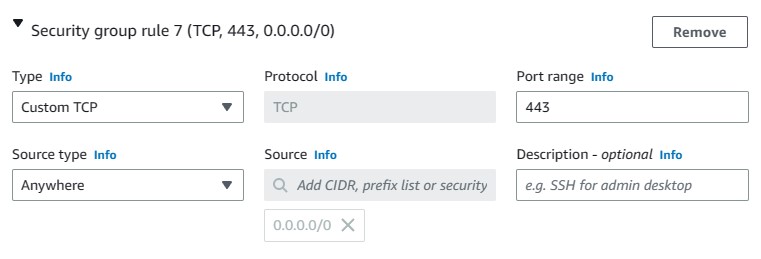 Security group rule 7 (TCP, 443, 0.0.0.0/0)
Remove
Type Info
Protocol Info
Port range Info
Custom TCP
TCP
443
Source type Info
Source Info
Description - optional Info
Anywhere
Add CIDR, prefix list or security
e.g. SSH for admin desktop
0.0.0.0/0